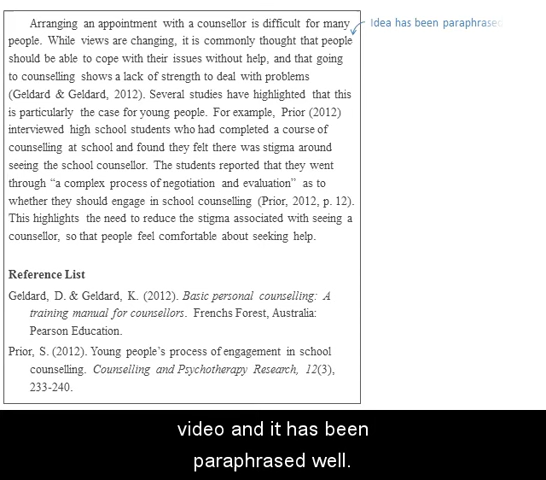 Arranging an appointment with a counsellor is difficult for many
people. While views are changing, it is commonly thought that people
should be able to cope with their issues without help, and that going
to counselling shows a lack of strength to deal with problems
(Geldard & Geldard, 2012). Several studies have highlighted that this
is particularly the case for young people. For example, Prior (2012)
interviewed high school students who had completed a course of
counselling at school and found they felt there was stigma around
seeing the school counsellor. The students reported that they went
through “a complex process of negotiation and evaluation” as to
whether they should engage in school counselling (Prior, 2012, p. 12).
This highlights the need to reduce the stigma associated with seeing a
counsellor, so that people feel comfortable about seeking help.
Idea has been paraphrased
Reference List
Geldard, D. & Geldard, K. (2012). Basic personal counselling: A
training manual for counsellors. Frenchs Forest, Australia:
Pearson Education.
Prior, S. (2012). Young people’s process of engagement in school
counselling. Counselling and Psychotherapy Research, 12(3),
233-240.
video and it has been
paraphrased well.